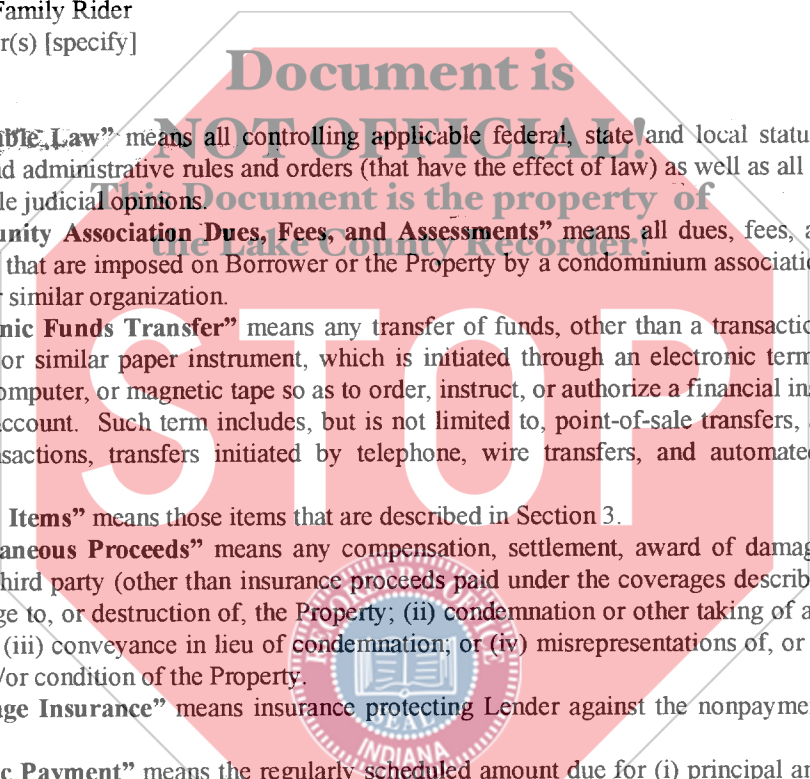 Family Rider
r(s) [specify]
Document is
NOT OFFICIAL!
ble Law” means all controlling applicable federal, state and local statu
d administrative rules and orders (that have the effect of law) as well as all
le judicial opinions.
This Document is the property of
the Lake County Recorder!
unity Association Dues, Fees, and Assessments” means all dues, fees, a
that are imposed on Borrower or the Property by a condominium associatio
r similar organization.
nic Funds Transfer” means any transfer of funds, other than a transactio
or similar paper instrument, which is initiated through an electronic term
omputer, or magnetic tape so as to order, instruct, or authorize a financial ins
ccount. Such term includes, but is not limited to, point-of-sale transfers, a
nsactions, transfers initiated by telephone, wire transfers, and automate
STOP
Items” means those items that are described in Section 3.
aneous Proceeds” means any compensation, settlement, award of damag
hird party (other than insurance proceeds paid under the coverages describ
ge to, or destruction of, the Property; (ii) condemnation or other taking of a
(iii) conveyance in lieu of condemnation; or (iv) misrepresentations of, or
/or condition of the Property.
SEAL
INDIANA
ge Insurance” means insurance protecting Lender against the nonpayme
c Payment” means the regularly scheduled amount due for (i) principal an